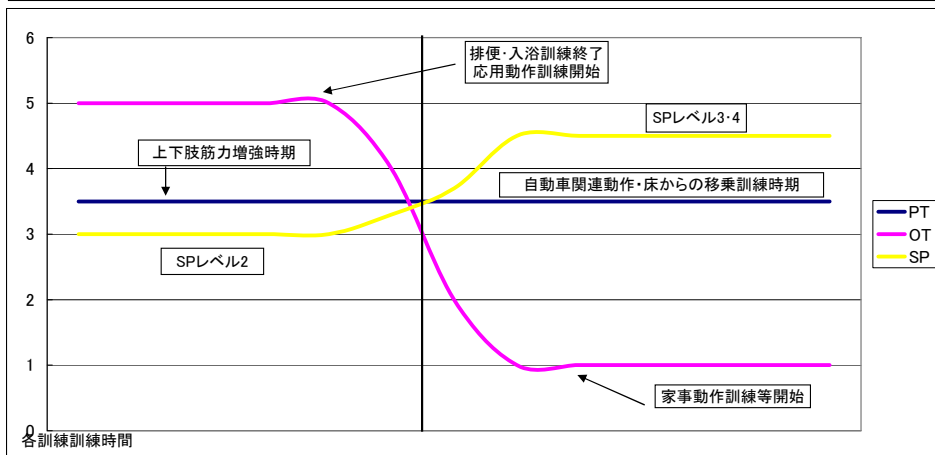 6
5
4
3
2
1
0
排便・入浴訓練終了
応用動作訓練開始
SPレベル3・4
上下肢筋力増強時期
自動車関連動作・床からの移乗訓練時期
SPレベル2
家事動作訓練等開始
PT
OT
SP
各訓練訓練時間